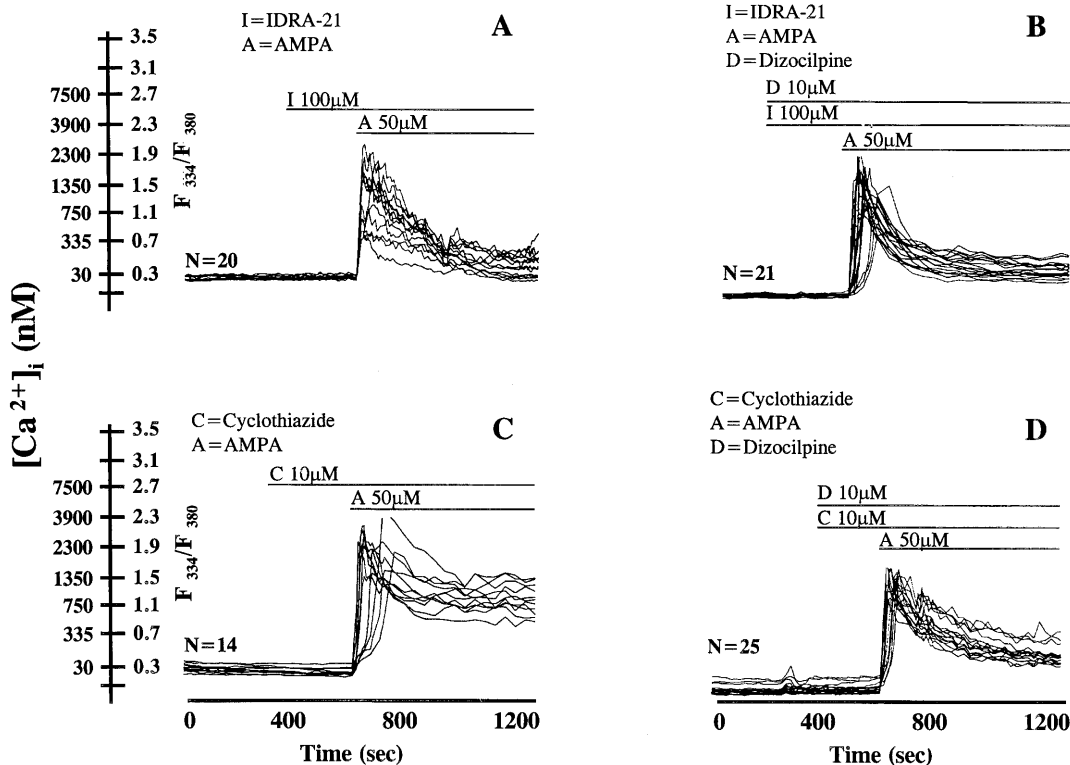 I=IDRA-21
A=AMPA
A
I 100µM
A 50µM
N=20
3.5
3.1
7500 2.7
3900 2.3
2300 1.9
1350 1.5
750 1.1
335 0.7
30 0.3
F 334/F 380
I=IDRA-21
A=AMPA
D=Dizocilpine
B
D 10µM
I 100µM
A 50µM
N=21
[Ca2+]i (nM)
C=Cyclothiazide
A=AMPA
C
C 10µM
A 50µM
N=14
3.5
3.1
7500 2.7
3900 2.3
2300 1.9
1350 1.5
750 1.1
335 0.7
30 0.3
F 334/F 380
0 400 800 1200
Time (sec)
C=Cyclothiazide
A=AMPA
D=Dizocilpine
D
D 10µM
C 10µM
A 50µM
N=25
0 400 800 1200
Time (sec)